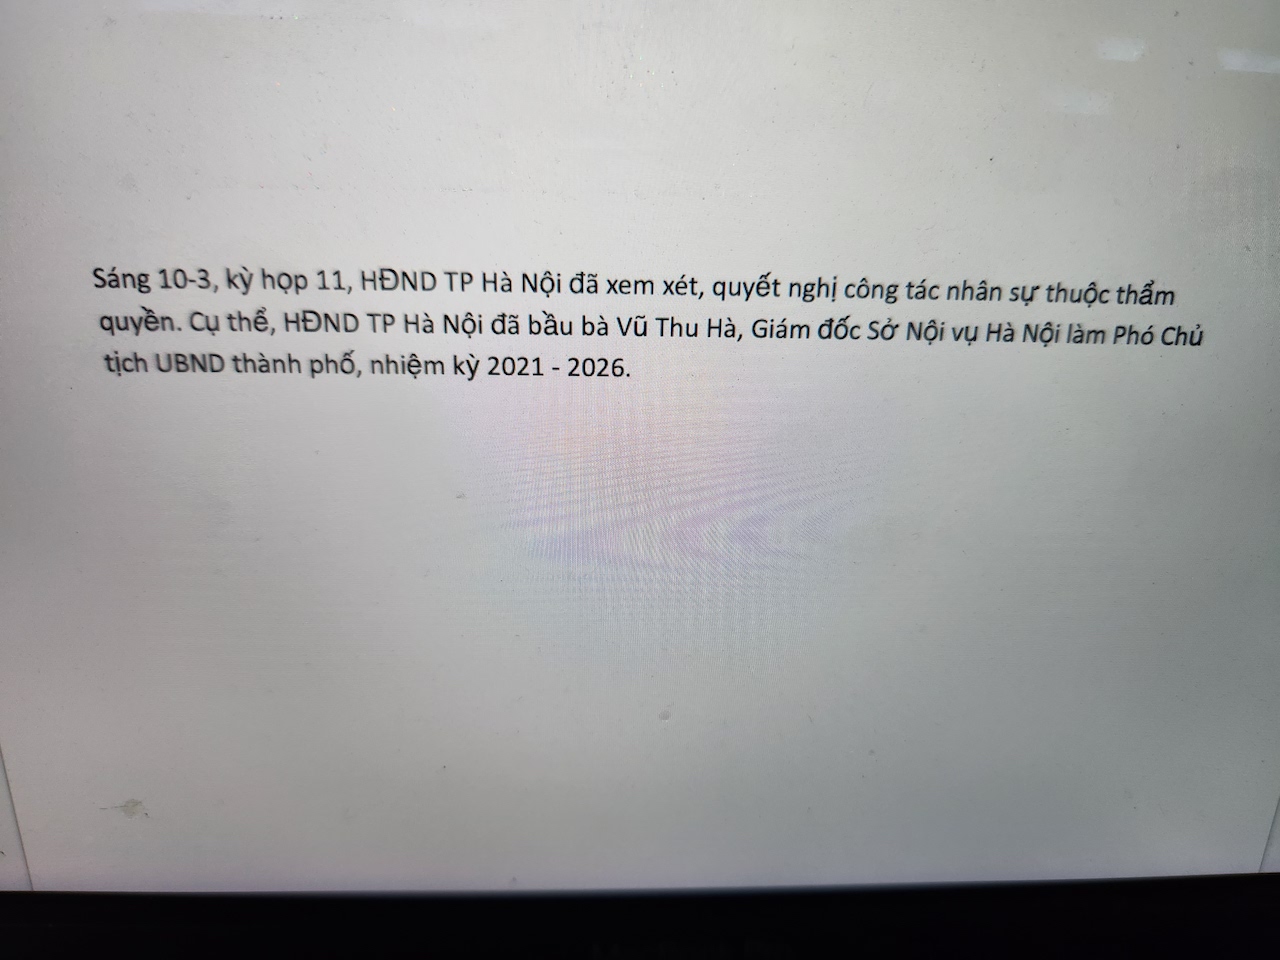 Sáng 10-3, kỳ họp 11, HĐND TP Hà Nội đã xem xét, quyết nghị công tác nhân sự thuộc thẩm
quyền. Cụ thể, HĐND TP Hà Nội đã bầu bà Vũ Thu Hà, Giám đốc Sở Nội vụ Hà Nội làm Phó Chủ
tịch UBND thành phố, nhiệm kỳ 2021 - 2026.